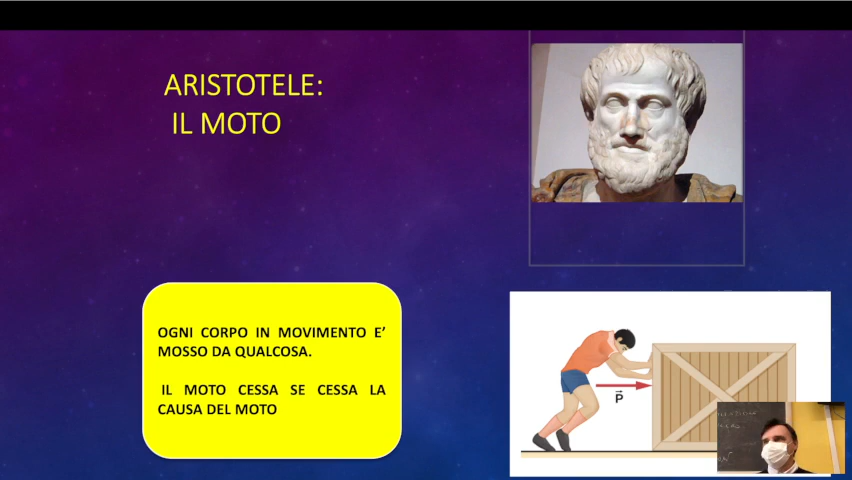 ARISTOTELE:
IL MOTO
OGNI CORPO IN MOVIMENTO E'
MOSSO DA QUALCOSA.
IL MOTO CESSA SE CESSA LA
CAUSA DEL MOTO
P